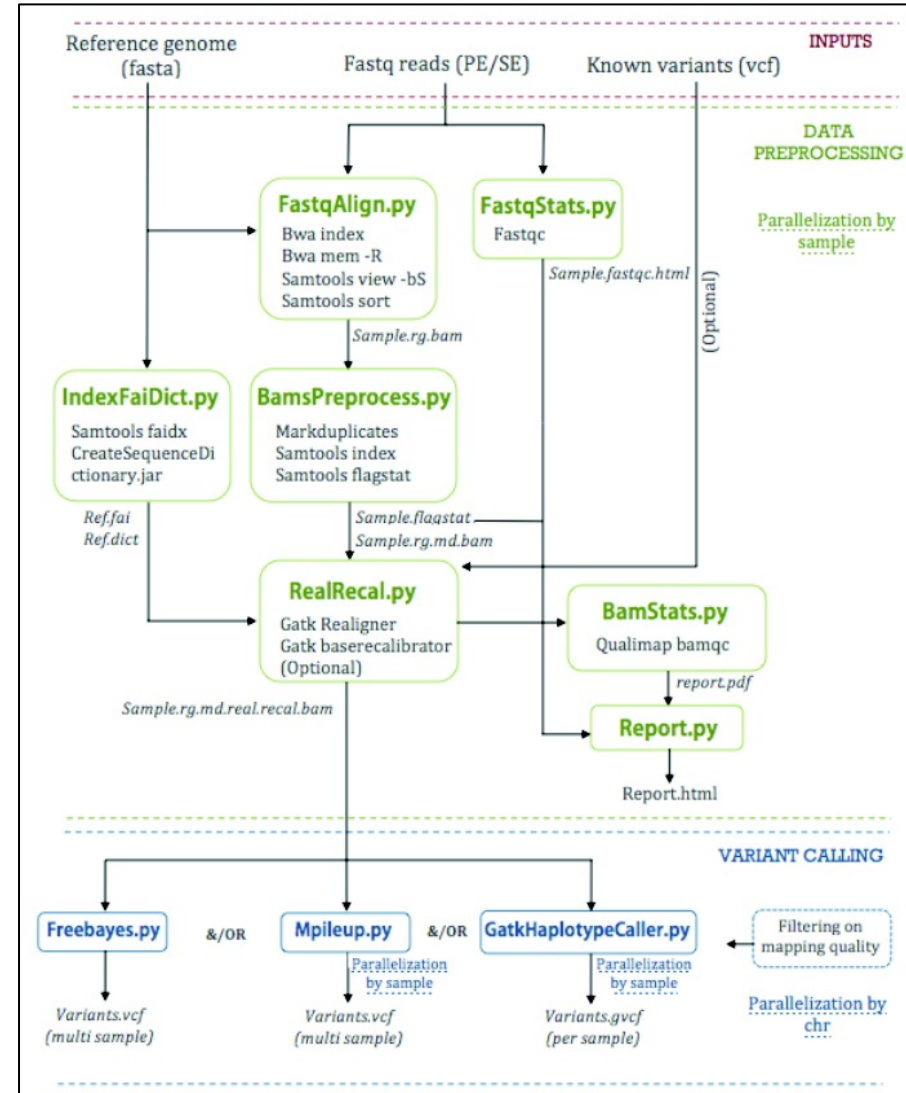 Reference genome
(fasta)
Fastq reads (PE/SE)
Known variants (vcf)
INPUTS
DATA
PREPROCESSING
Parallelization by
sample
FastqAlign.py
Bwa index
Bwa mem -R
Samtools view -bS
Samtools sort
FastqStats.py
Fastqc
Sample.fastqc.html
(Optional)
Sample.rg.bam
IndexFaiDict.py
Samtools faidx
CreateSequenceDi
ctionary.jar
BamsPreprocess.py
Markduplicates
Samtools index
Samtools flagstat
Ref.fai
Ref.dict
Sample.flagstat
Sample.rg.md.bam
RealRecal.py
Gatk Realigner
Gatk baserecalibrator
(Optional)
BamStats.py
Qualimap bamqc
report.pdf
Sample.rg.md.real.recal.bam
Report.py
Report.html
VARIANT CALLING
Freebayes.py
&/OR
Mpileup.py
&/OR
GatkHaplotypeCaller.py
Filtering on
mapping quality
Parallelization
by sample
Parallelization
by sample
Parallelization by
chr
Variants.vcf
(multi sample)
Variants.vcf
(multi sample)
Variants.gvcf
(per sample)